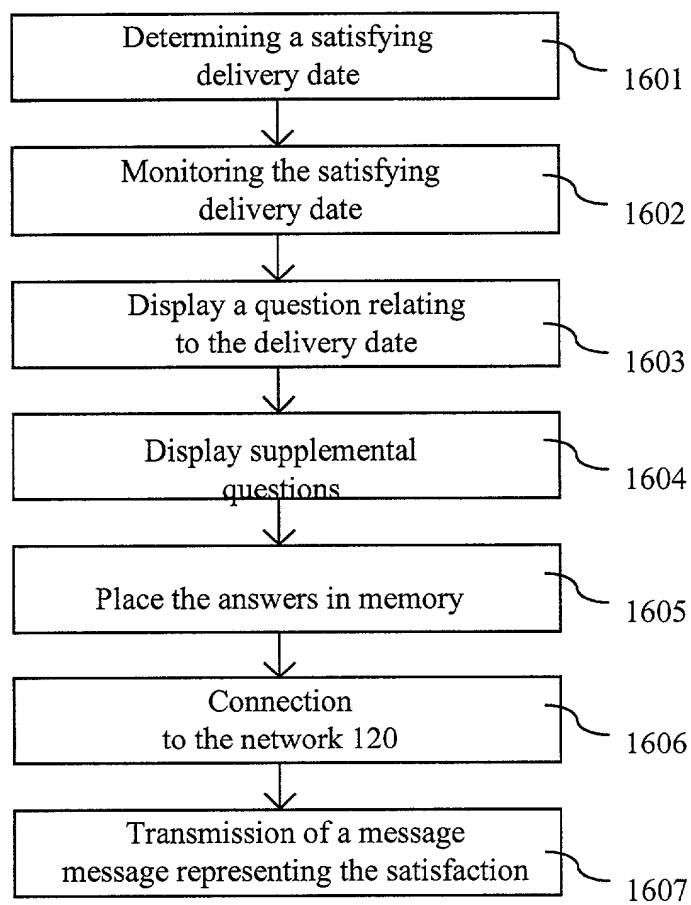 Determining a satisfying
delivery date
1601
Monitoring the satisfying
delivery date
1602
Display a question relating
to the delivery date
1603
Display supplemental
questions
1604
Place the answers in memory
1605
Connection
to the network 120
1606
Transmission of a message
message representing the satisfaction
1607